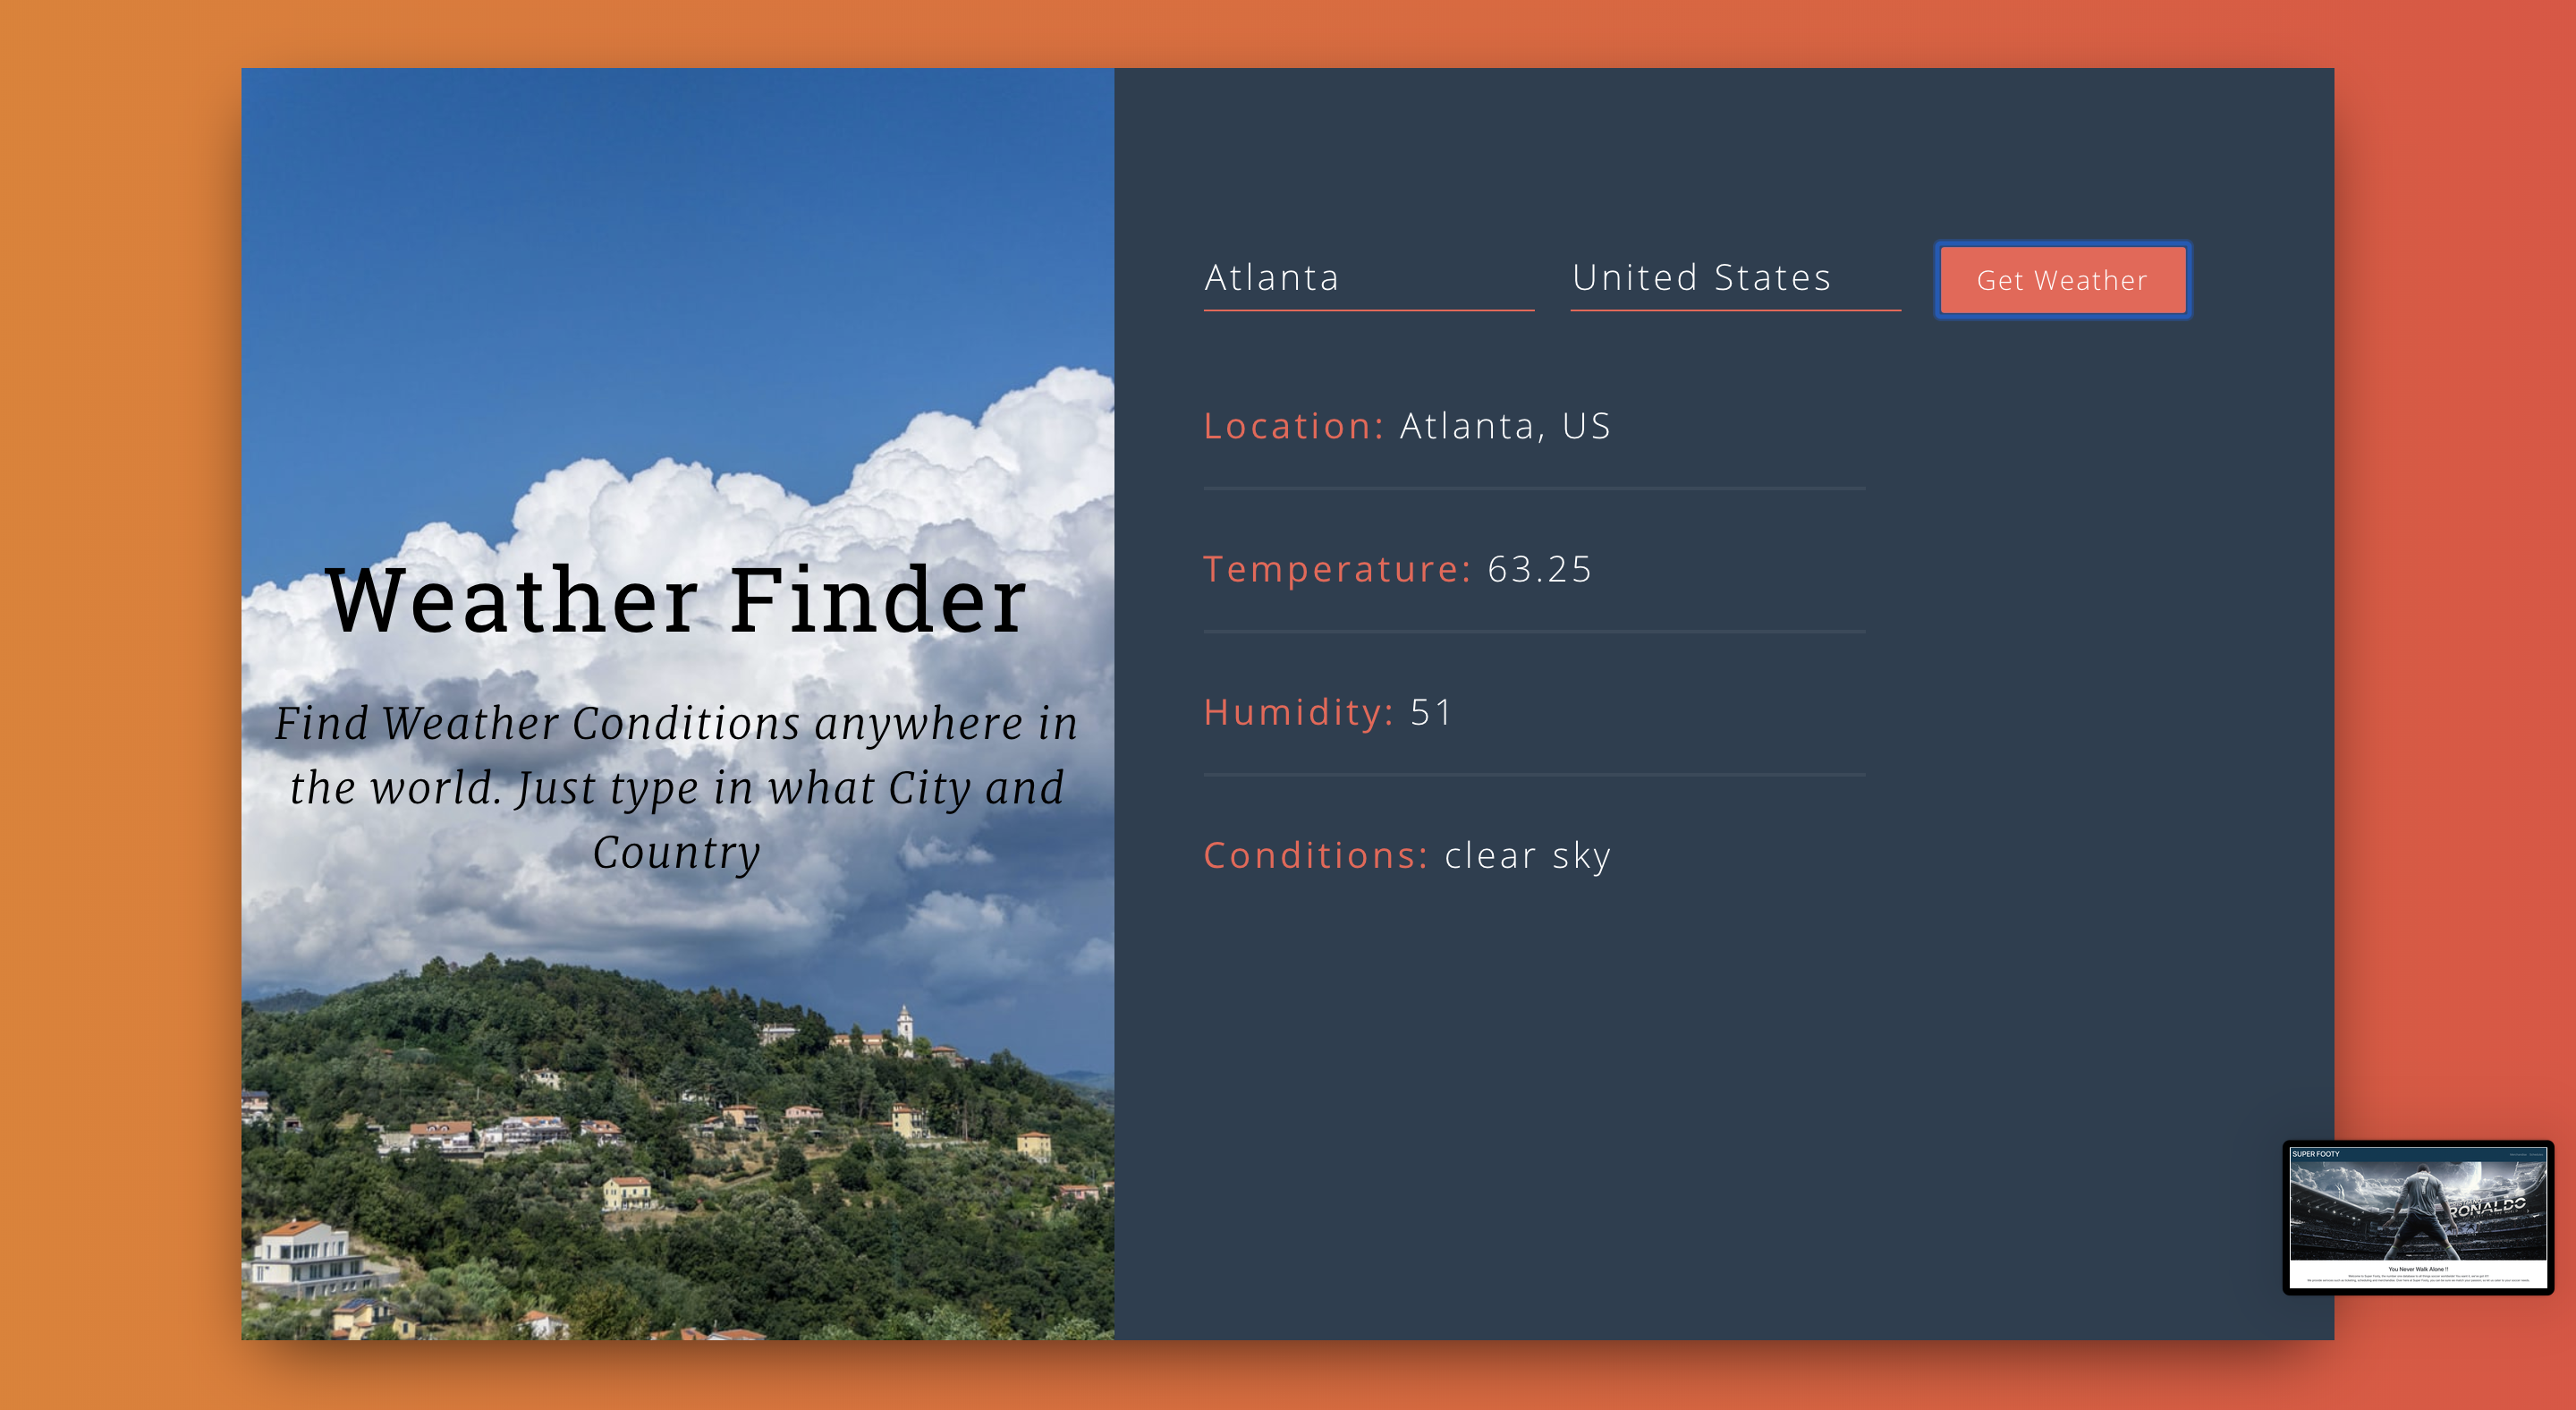 Weather Finder
Find Weather Conditions anywhere in
the world. Just type in what City and
Country
Atlanta
United States
Get Weather
Location: Atlanta, US
Temperature: 63.25
Humidity: 51
Conditions: clear sky
SUPER FOOTY
7
RONALDO
You Never Walk Alone !!